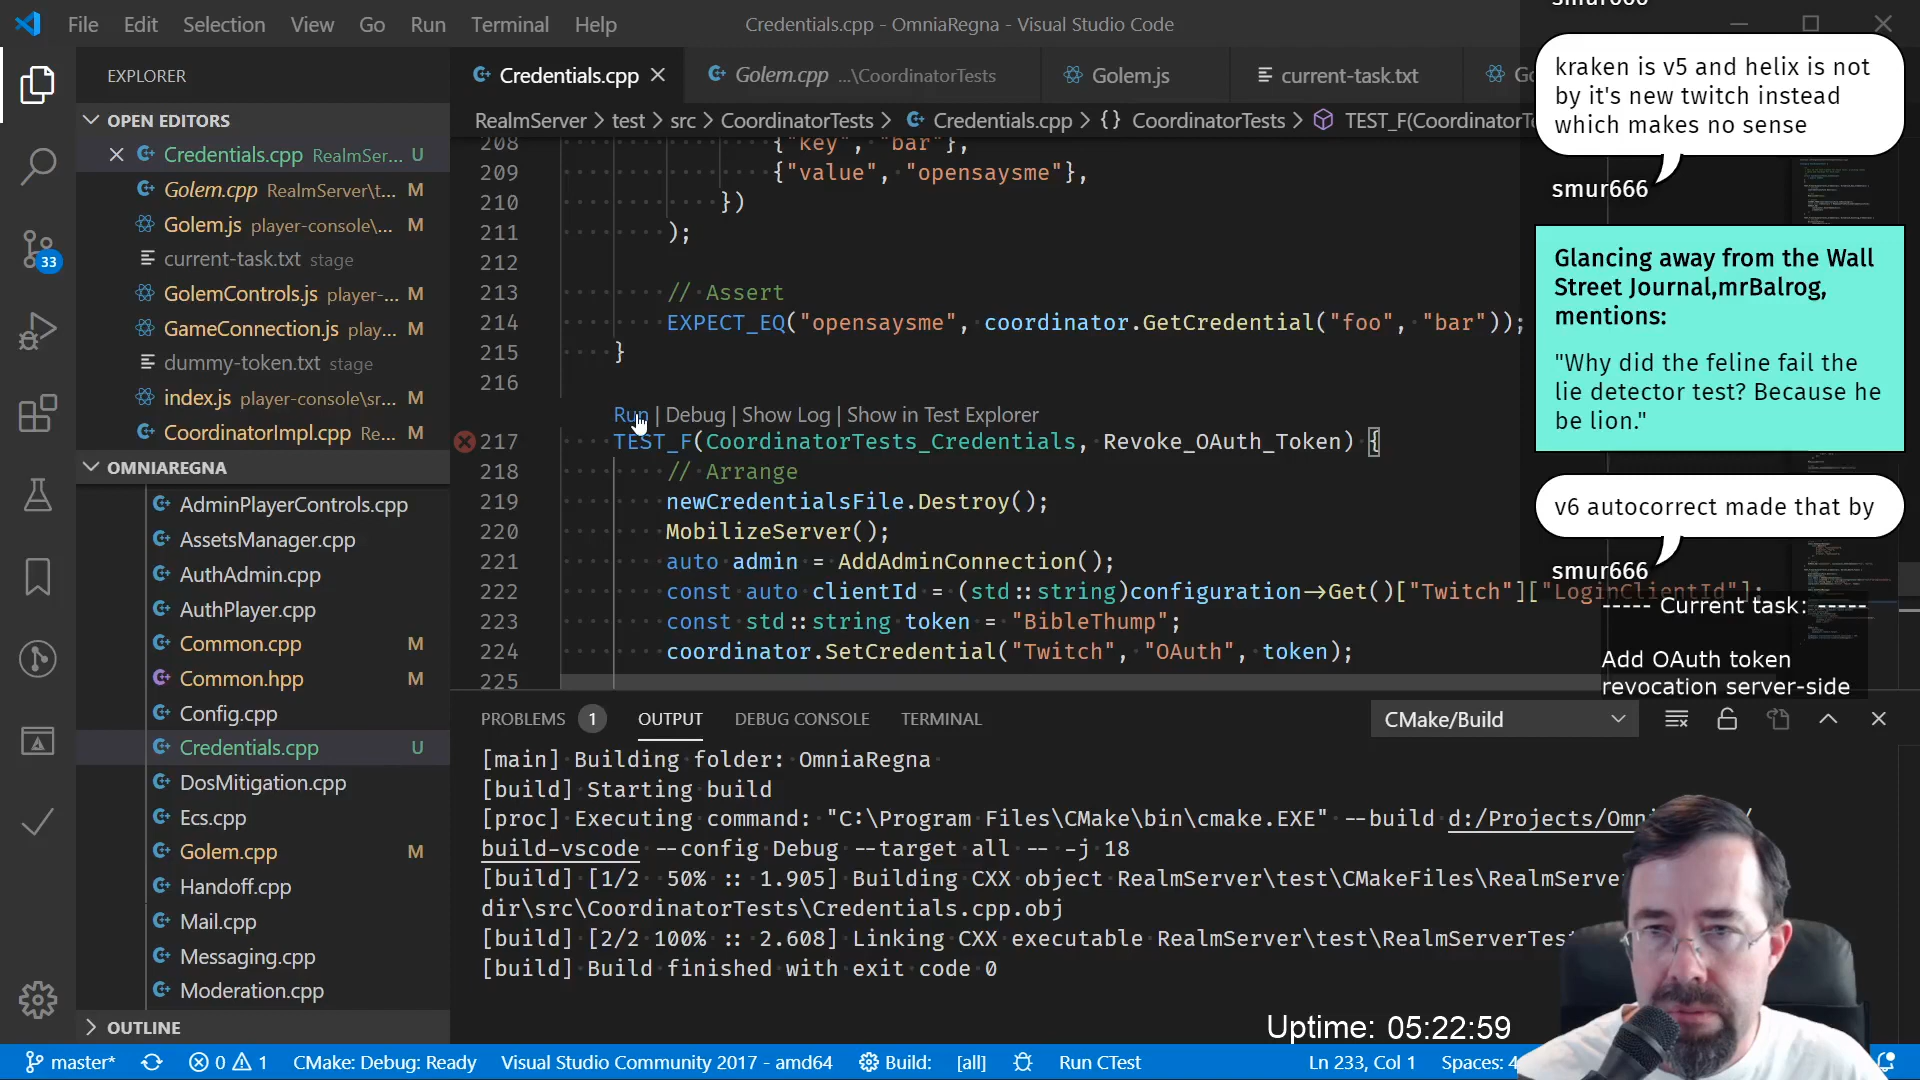 File Edit Selection View Go Run Terminal Help
Credentials.cpp - OmniaRegna - Visual Studio Code
EXPLORER
OPEN EDITORS
Credentials.cpp RealmSer... U
Golem.cpp RealmServer\t... M
Golem.js player-console\... M
current-task.txt stage
GolemControls.js player-... M
GameConnection.js play... M
dummy-token.txt stage
index.js player-console\sr... M
CoordinatorImpl.cpp Re... M
OMNIAREGNA
AdminPlayerControls.cpp
AssetsManager.cpp
AuthAdmin.cpp
AuthPlayer.cpp
Common.cpp M
Common.hpp M
Config.cpp
Credentials.cpp U
DosMitigation.cpp
Ecs.cpp
Golem.cpp M
Handoff.cpp
Mail.cpp
Messaging.cpp
Moderation.cpp
OUTLINE
33
Credentials.cpp
Golem.cpp ...\CoordinatorTests
Golem.js
current-task.txt
RealmServer > test > src > CoordinatorTests > Credentials.cpp > {} CoordinatorTests > TEST_F(CoordinatorT
208 {"key", "bar"},
209 {"value", "opensaysme"},
210 })
211 );
212
213 // Assert
214 EXPECT_EQ("opensaysme", coordinator.GetCredential("foo", "bar"));
215 }
216
Run | Debug | Show Log | Show in Test Explorer
217 TEST_F(CoordinatorTests_Credentials, Revoke_OAuth_Token) {
218 // Arrange
219 newCredentialsFile.Destroy();
220 MobilizeServer();
221 auto admin = AddAdminConnection();
222 const auto clientId = (std::string)configuration->Get()["Twitch"]["LoginClientId"];
223 const std::string token = "BibleThump";
224 coordinator.SetCredential("Twitch", "OAuth", token);
225
smur666
kraken is v5 and helix is not
by it's new twitch instead
which makes no sense
smur666
Glancing away from the Wall
Street Journal,mrBalrog,
mentions:
"Why did the feline fail the
lie detector test? Because he
be lion."
v6 autocorrect made that by
smur666
----- Current task: -----
Add OAuth token
revocation server-side
PROBLEMS 1 OUTPUT DEBUG CONSOLE TERMINAL
CMake/Build
[main] Building folder: OmniaRegna
[build] Starting build
[proc] Executing command: "C:\Program Files\CMake\bin\cmake.EXE" --build d:/Projects/Omn
build-vscode --config Debug --target all -- -j 18
[build] [1/2 50% :: 1.905] Building CXX object RealmServer\test\CMakeFiles\RealmServe
dir\src\CoordinatorTests\Credentials.cpp.obj
[build] [2/2 100% :: 2.608] Linking CXX executable RealmServer\test\RealmServerTes
[build] Build finished with exit code 0
Uptime: 05:22:59
master* 0 1 CMake: Debug: Ready Visual Studio Community 2017 - amd64 Build: [all] Run CTest Ln 233, Col 1 Spaces: 4